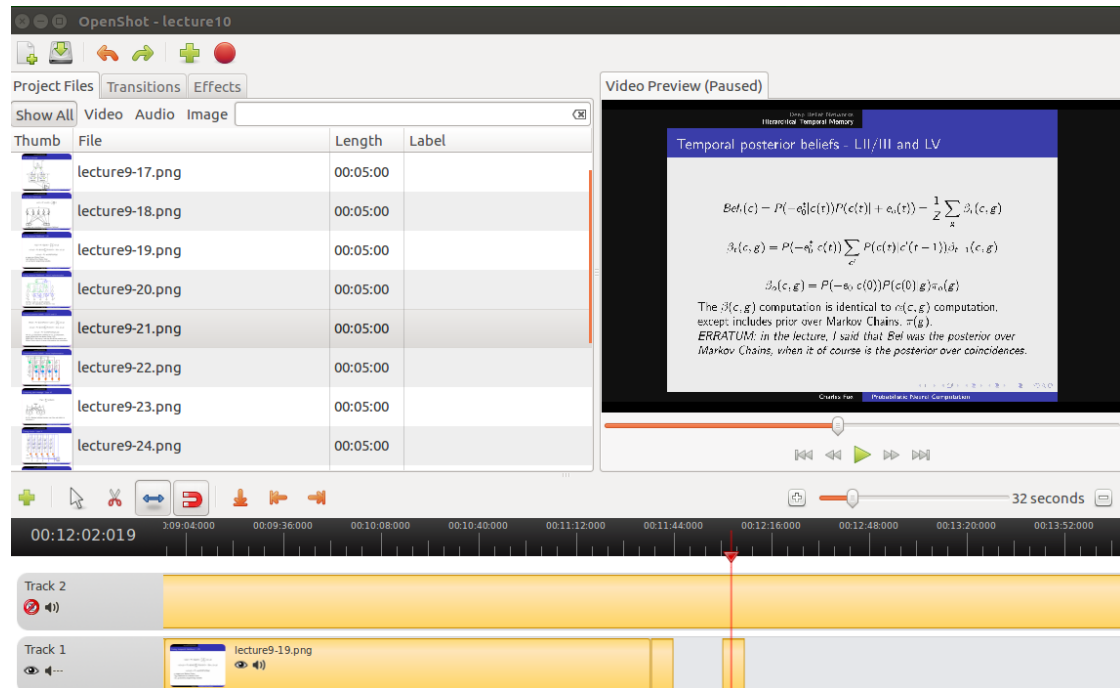 OpenShot - lecture10
Project Files Transitions Effects
Show All Video Audio Image
Thumb File Length Label
lecture9-17.png 00:05:00
lecture9-18.png 00:05:00
lecture9-19.png 00:05:00
lecture9-20.png 00:05:00
lecture9-21.png 00:05:00
lecture9-22.png 00:05:00
lecture9-23.png 00:05:00
lecture9-24.png 00:05:00
Video Preview (Paused)
Deep Belief Networks
Hierarchical Temporal Memory
Temporal posterior beliefs - LII/III and LV
The β(c, g) computation is identical to α(c, g) computation,
except includes prior over Markov Chains, π(g).
ERRATUM: in the lecture, I said that Bel was the posterior over
Markov Chains, when it of course is the posterior over coincidences.
Charles Fox Probabilistic Neural Computation
32 seconds
00:12:02:019
:09:04:000 00:09:36:000 00:10:08:000 00:10:40:000 00:11:12:000 00:11:44:000 00:12:16:000 00:12:48:000 00:13:20:000 00:13:52:000
Track 2
Track 1
lecture9-19.png